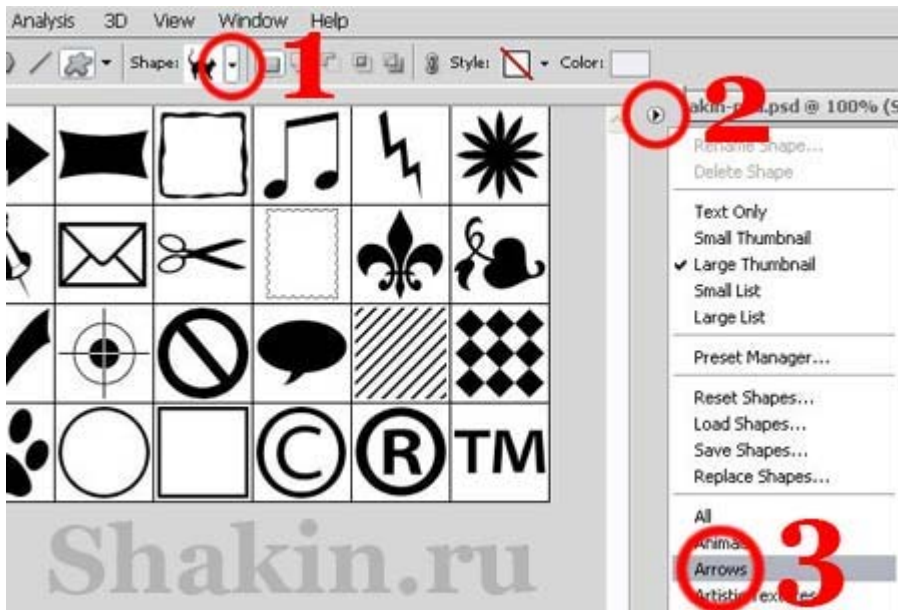 Analysis 3D View Window Help
1
Shape: Style: Color:
2
.psd @ 100% (S
Rename Shape...
Delete Shape
Text Only
Small Thumbnail
Large Thumbnail
Small List
Large List
Preset Manager...
Reset Shapes...
Load Shapes...
Save Shapes...
Replace Shapes...
All
Arrows
3
C R TM
Shakin.ru